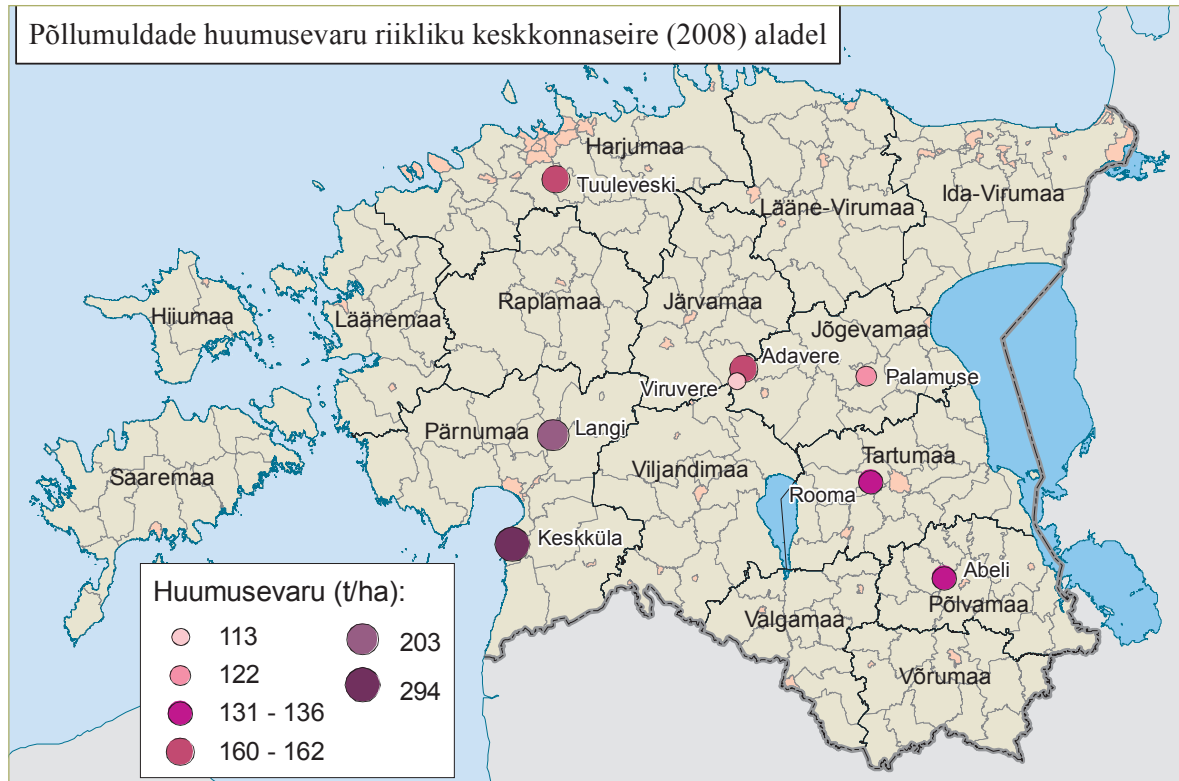 Põllumuldade huumusevaru riikliku keskkonnaseire (2008) aladel
Harjumaa
Tuuleveski
Lääne-Virumaa
Ida-Virumaa
Hiiumaa
Läänemaa
Raplamaa
Järvamaa
Jõgevamaa
Adavere
Palamuse
Viruvere
Pärnumaa
Langi
Saaremaa
Viljandimaa
Tartumaa
Rooma
Keskküla
Abeli
Põlvamaa
Valgamaa
Võrumaa
Huumusevaru (t/ha):
113
122
131 - 136
160 - 162
203
294